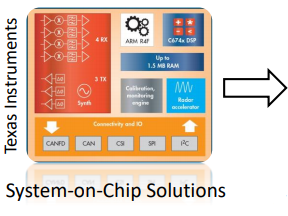 Texas Instruments
4 RX
3 TX
Synth
ARM R4F
C674x DSP
Up to
1.5 MB RAM
Calibration,
monitoring
engine
Radar
accelerator
Connectivity and IO
CANFD
CAN
CSI
SPI
I²C
System-on-Chip Solutions